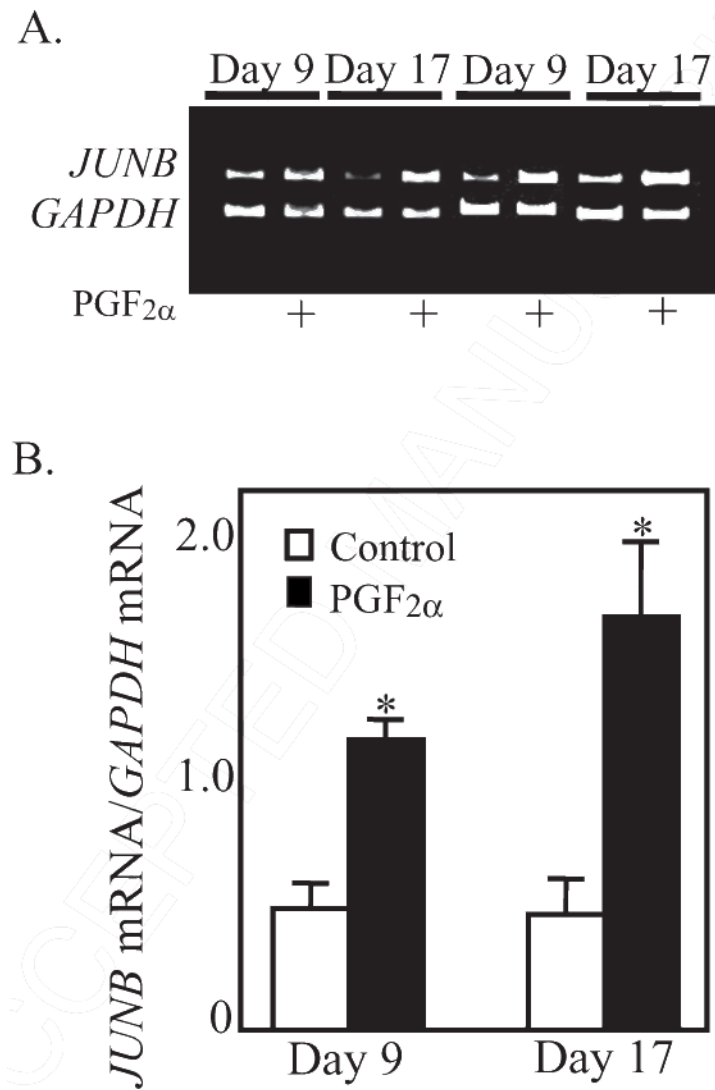 A.
Day 9 Day 17 Day 9 Day 17
JUNB
GAPDH
PGF2α + + + +
B.
JUNB mRNA/GAPDH mRNA
2.0
1.0
0
Control
PGF2α
*
*
Day 9 Day 17